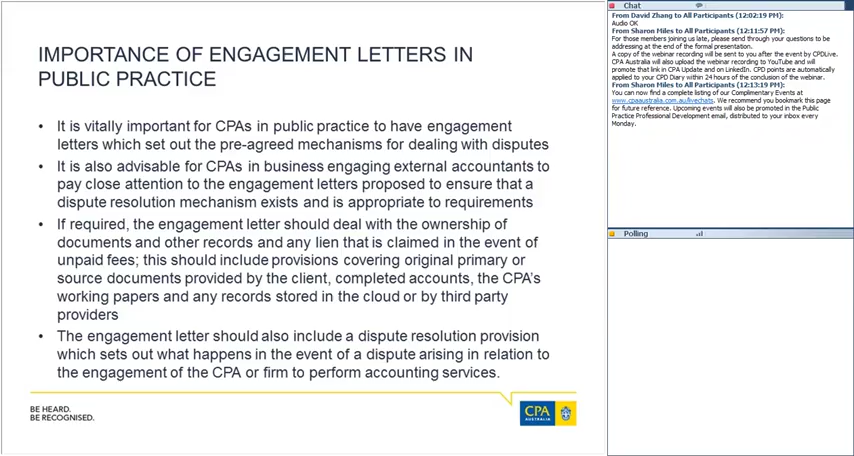 IMPORTANCE OF ENGAGEMENT LETTERS IN
PUBLIC PRACTICE
• It is vitally important for CPAs in public practice to have engagement
letters which set out the pre-agreed mechanisms for dealing with disputes
• It is also advisable for CPAs in business engaging external accountants to
pay close attention to the engagement letters proposed to ensure that a
dispute resolution mechanism exists and is appropriate to requirements
• If required, the engagement letter should deal with the ownership of
documents and other records and any lien that is claimed in the event of
unpaid fees; this should include provisions covering original primary or
source documents provided by the client, completed accounts, the CPA's
working papers and any records stored in the cloud or by third party
providers
• The engagement letter should also include a dispute resolution provision
which sets out what happens in the event of a dispute arising in relation to
the engagement of the CPA or firm to perform accounting services.
BE HEARD.
BE RECOGNISED.
CPA
AUSTRALIA
Chat
From David Zhang to All Participants (12:02:19 PM):
Audio OK
From Sharon Miles to All Participants (12:11:57 PM):
For those members joining us late, please send through your questions to be
addressing at the end of the formal presentation.
A copy of the webinar recording will be sent to you after the event by CPDLive.
CPA Australia will also upload the webinar recording to YouTube and will
promote that link in CPA Update and on LinkedIn. CPD points are automatically
applied to your CPD Diary within 24 hours of the conclusion of the webinar.
From Sharon Miles to All Participants (12:13:19 PM):
You can now find a complete listing of our Complimentary Events at
www.cpaaustralia.com.au/livechats. We recommend you bookmark this page
for future reference. Upcoming events will also be promoted in the Public
Practice Professional Development email, distributed to your inbox every
Monday.
Polling